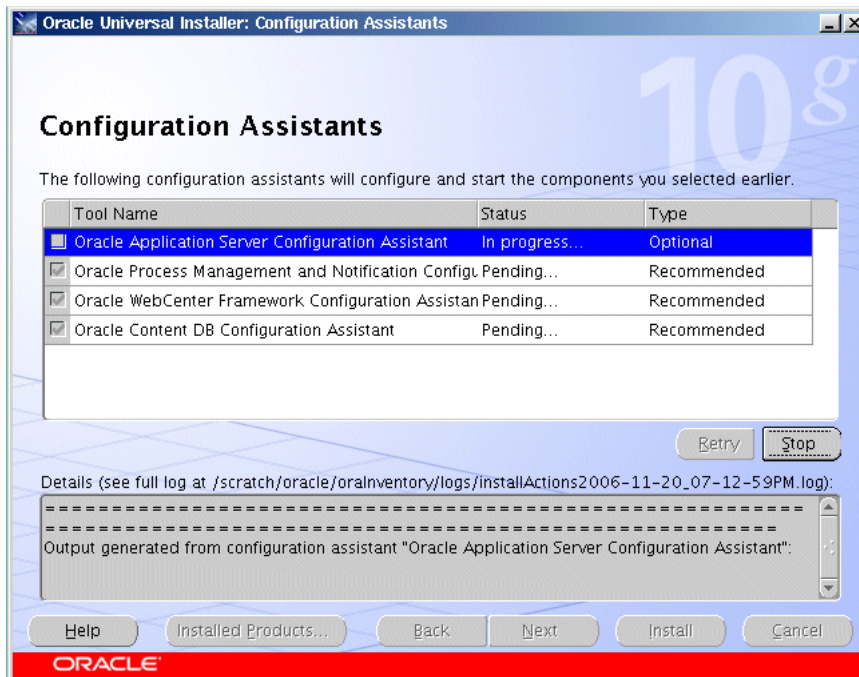 Oracle Universal Installer: Configuration Assistants
10g
Configuration Assistants
The following configuration assistants will configure and start the components you selected earlier.
Tool Name Status Type
Oracle Application Server Configuration Assistant In progress... Optional
Oracle Process Management and Notification Configu Pending... Recommended
Oracle WebCenter Framework Configuration Assistan Pending... Recommended
Oracle Content DB Configuration Assistant Pending... Recommended
Retry Stop
Details (see full log at /scratch/oracle/oraInventory/logs/installActions2006-11-20_07-12-59PM.log):
= = = = = = = = = = = = = = = = = = = = = = = = = = = = = = = = = = = = = = = = = = = = = = = = = = = = = = = = =
= = = = = = = = = = = = = = = = = = = = = = = = = = = = = = = = = = = = = = = = = = = = = = = = = = = = = =
Output generated from configuration assistant "Oracle Application Server Configuration Assistant":
Help Installed Products... Back Next Install Cancel
ORACLE